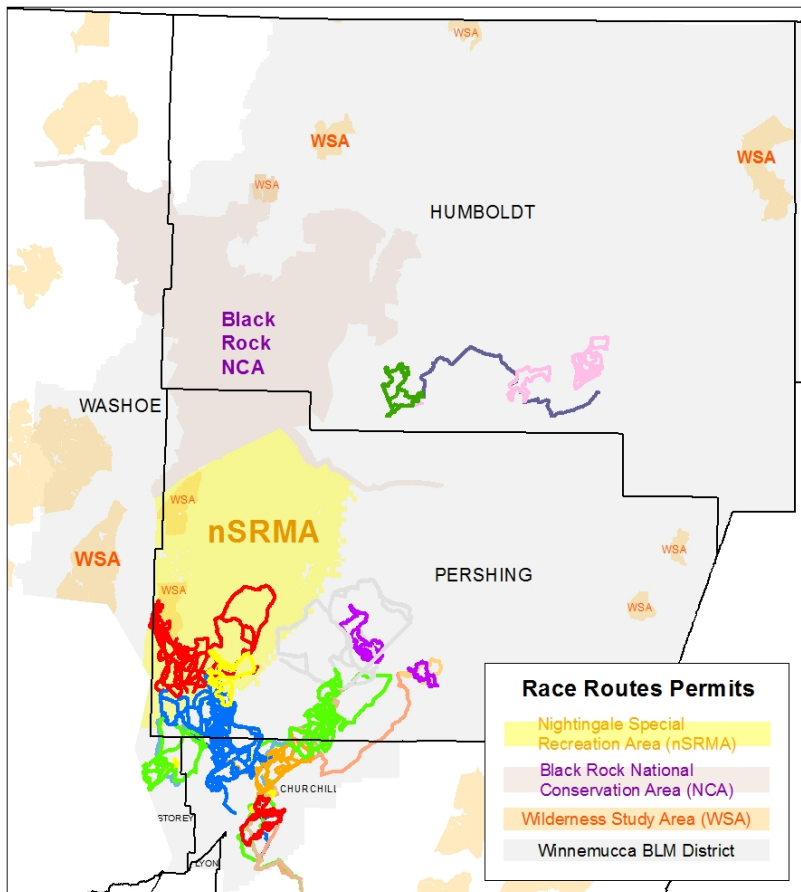 WSA
WSA
WSA
WSA
HUMBOLDT
Black
Rock
NCA
WASHOE
WSA
nSRMA
WSA
WSA
WSA
PERSHING
WSA
CHURCHILL
STOREY
LYON
Race Routes Permits
Nightingale Special
Recreation Area (nSRMA)
Black Rock National
Conservation Area (NCA)
Wilderness Study Area (WSA)
Winnemucca BLM District